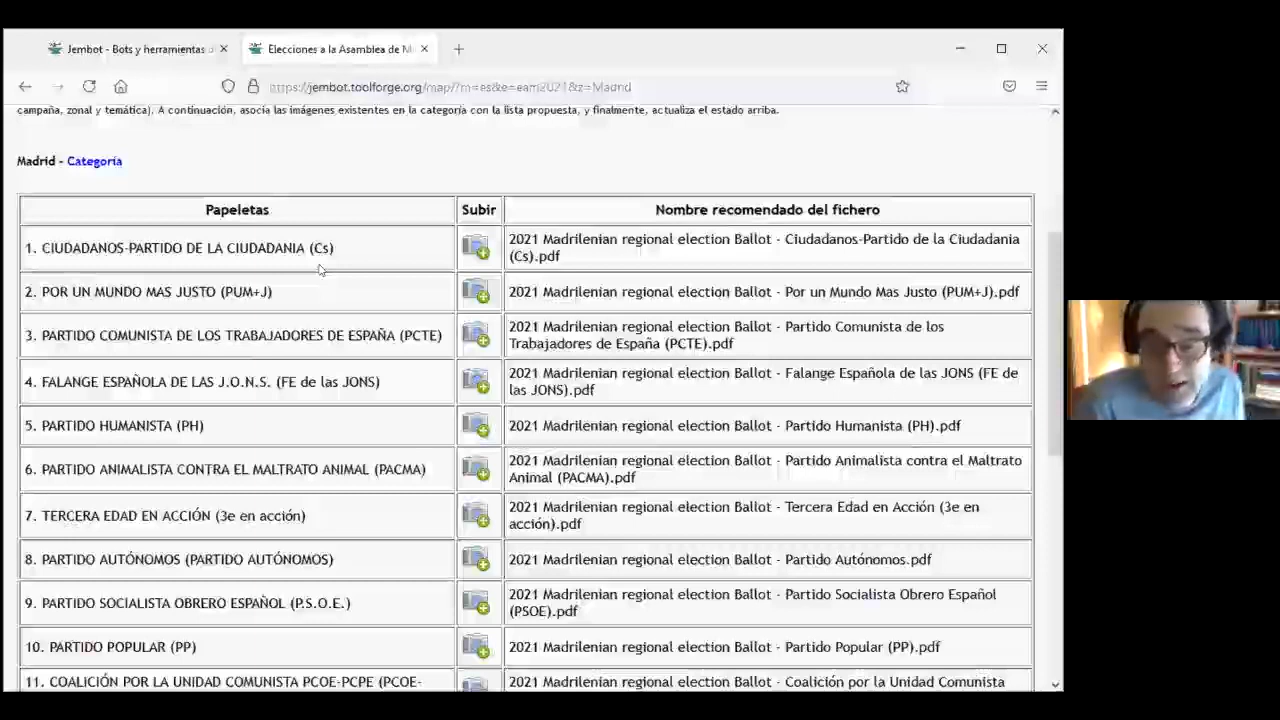 Jembot - Bots y herramientas
Elecciones a la Asamblea de M
https://jembot.toolforge.org/map/?m=es&e=eam2021&z=Madrid
campaña, zonal y temática). A continuación, asocia las imágenes existentes en la categoría con la lista propuesta, y finalmente, actualiza el estado arriba.
Madrid - Categoría
Papeletas Subir Nombre recomendado del fichero
1. CIUDADANOS-PARTIDO DE LA CIUDADANIA (Cs)
2021 Madrilenian regional election Ballot - Ciudadanos-Partido de la Ciudadania
(Cs).pdf
2. POR UN MUNDO MAS JUSTO (PUM+J)
2021 Madrilenian regional election Ballot - Por un Mundo Mas Justo (PUM+J).pdf
3. PARTIDO COMUNISTA DE LOS TRABAJADORES DE ESPAÑA (PCTE)
2021 Madrilenian regional election Ballot - Partido Comunista de los
Trabajadores de España (PCTE).pdf
4. FALANGE ESPAÑOLA DE LAS J.O.N.S. (FE de las JONS)
2021 Madrilenian regional election Ballot - Falange Española de las JONS (FE de
las JONS).pdf
5. PARTIDO HUMANISTA (PH)
2021 Madrilenian regional election Ballot - Partido Humanista (PH).pdf
6. PARTIDO ANIMALISTA CONTRA EL MALTRATO ANIMAL (PACMA)
2021 Madrilenian regional election Ballot - Partido Animalista contra el Maltrato
Animal (PACMA).pdf
7. TERCERA EDAD EN ACCIÓN (3e en acción)
2021 Madrilenian regional election Ballot - Tercera Edad en Acción (3e en
acción).pdf
8. PARTIDO AUTÓNOMOS (PARTIDO AUTÓNOMOS)
2021 Madrilenian regional election Ballot - Partido Autónomos.pdf
9. PARTIDO SOCIALISTA OBRERO ESPAÑOL (P.S.O.E.)
2021 Madrilenian regional election Ballot - Partido Socialista Obrero Español
(PSOE).pdf
10. PARTIDO POPULAR (PP)
2021 Madrilenian regional election Ballot - Partido Popular (PP).pdf
11. COALICIÓN POR LA UNIDAD COMUNISTA PCOE-PCPE (PCOE-
2021 Madrilenian regional election Ballot - Coalición por la Unidad Comunista